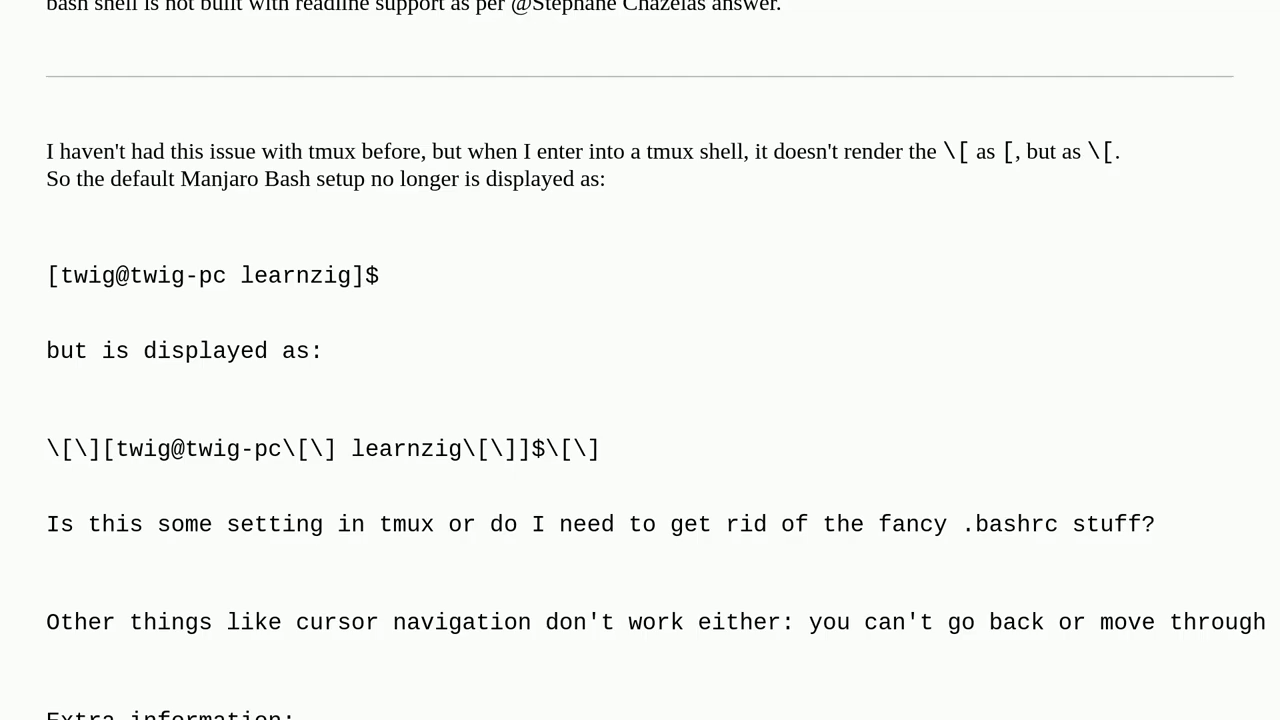 bash shell is not built with readline support as per @Stéphane Chazelas answer.
I haven't had this issue with tmux before, but when I enter into a tmux shell, it doesn't render the \[ as [, but as \[.
So the default Manjaro Bash setup no longer is displayed as:
[twig@twig-pc learnzig]$
but is displayed as:
\[\][twig@twig-pc\[\] learnzig\[\]]$\[\]
Is this some setting in tmux or do I need to get rid of the fancy .bashrc stuff?
Other things like cursor navigation don't work either: you can't go back or move through
Extra information: